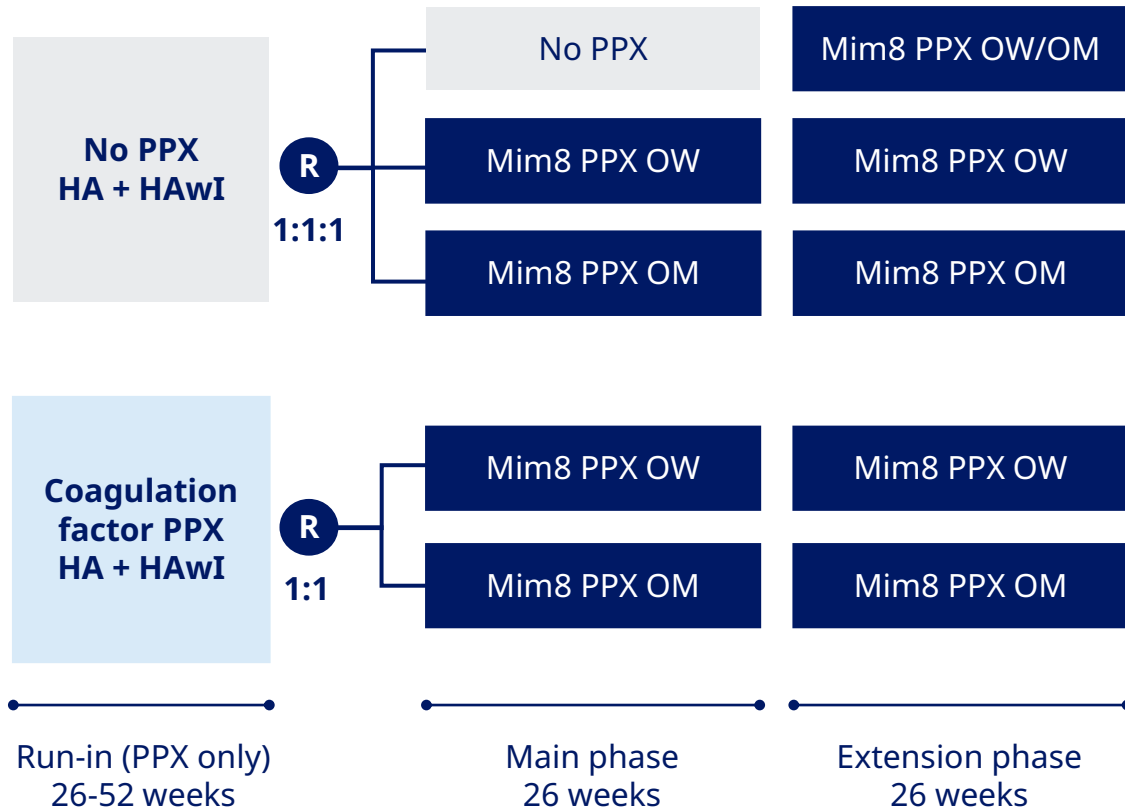 No PPX
HA + HAwI
R
1:1:1
No PPX
Mim8 PPX OW/OM
Mim8 PPX OW
Mim8 PPX OW
Mim8 PPX OM
Mim8 PPX OM
Coagulation
factor PPX
HA + HAwI
R
1:1
Mim8 PPX OW
Mim8 PPX OW
Mim8 PPX OM
Mim8 PPX OM
Run-in (PPX only)
26-52 weeks
Main phase
26 weeks
Extension phase
26 weeks